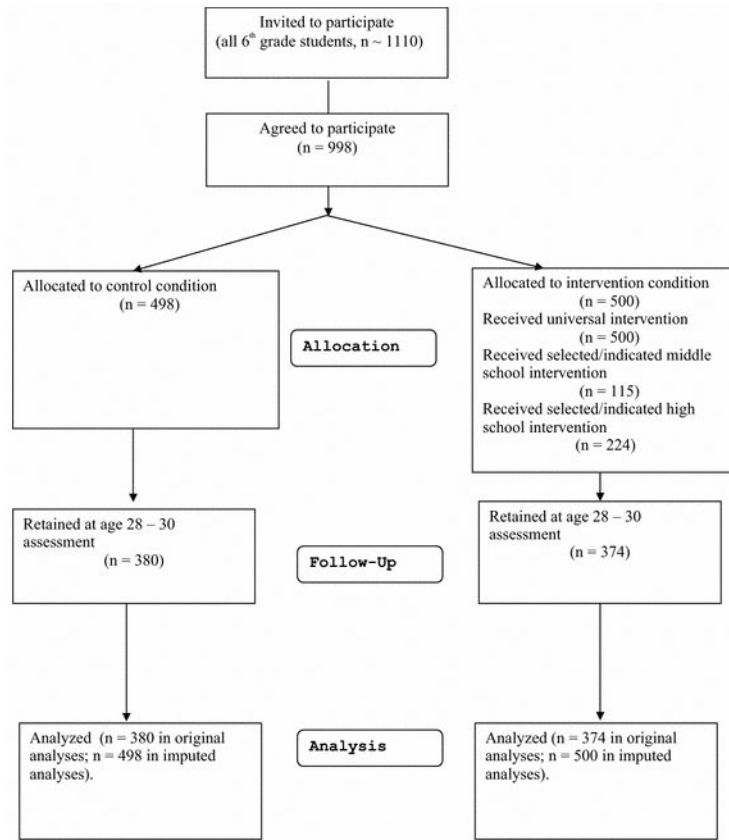 Invited to participate
(all 6th grade students, n ~ 1110)
Agreed to participate
(n = 998)
Allocated to control condition
(n = 498)
Allocation
Allocated to intervention condition
(n = 500)
Received universal intervention
(n = 500)
Received selected/indicated middle
school intervention
(n = 115)
Received selected/indicated high
school intervention
(n = 224)
Retained at age 28 – 30
assessment
(n = 380)
Follow-Up
Retained at age 28 – 30
assessment
(n = 374)
Analyzed (n = 380 in original
analyses; n = 498 in imputed
analyses).
Analysis
Analyzed (n = 374 in original
analyses; n = 500 in imputed
analyses).